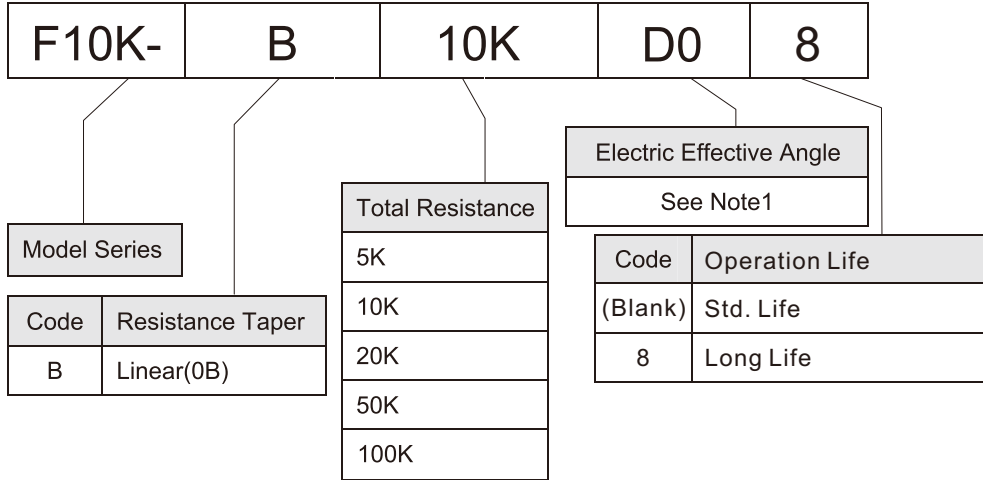 F10K- B 10K D0 8
Electric Effective Angle
See Note1
Total Resistance
5K
10K
20K
50K
100K
Model Series
Code Resistance Taper
B Linear(0B)
Code Operation Life
(Blank) Std. Life
8 Long Life